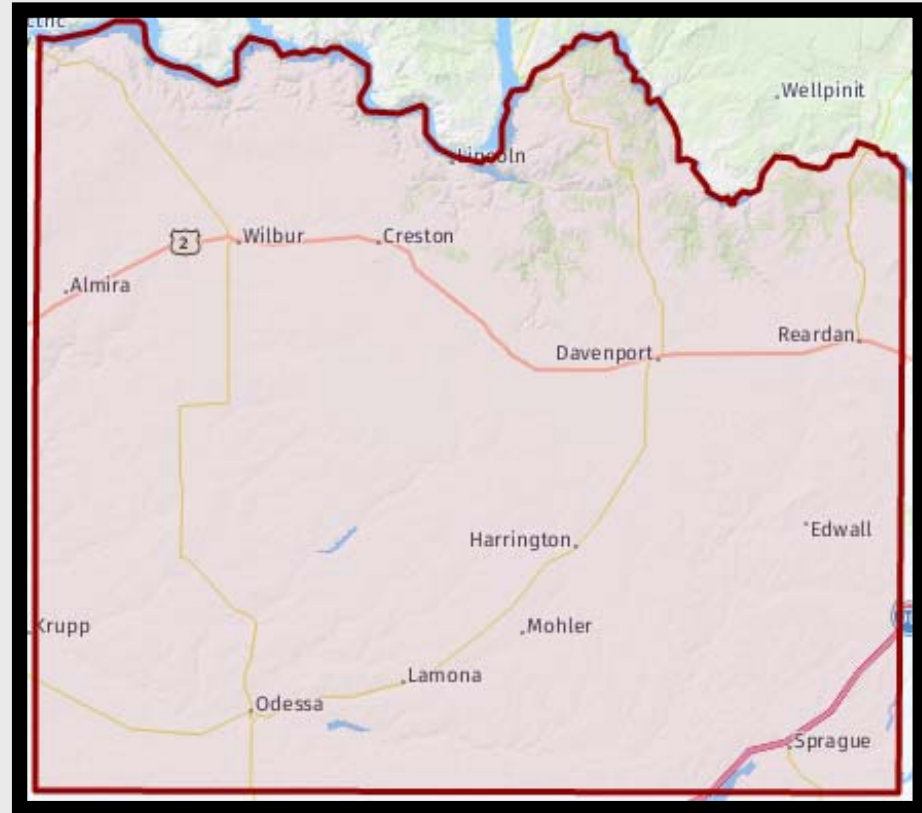 Wellpinit
Lincoln
2
Wilbur
Creston
Almira
Reardan
Davenport
Edwall
Harrington
Krupp
Mohler
Lamona
Odessa
Sprague